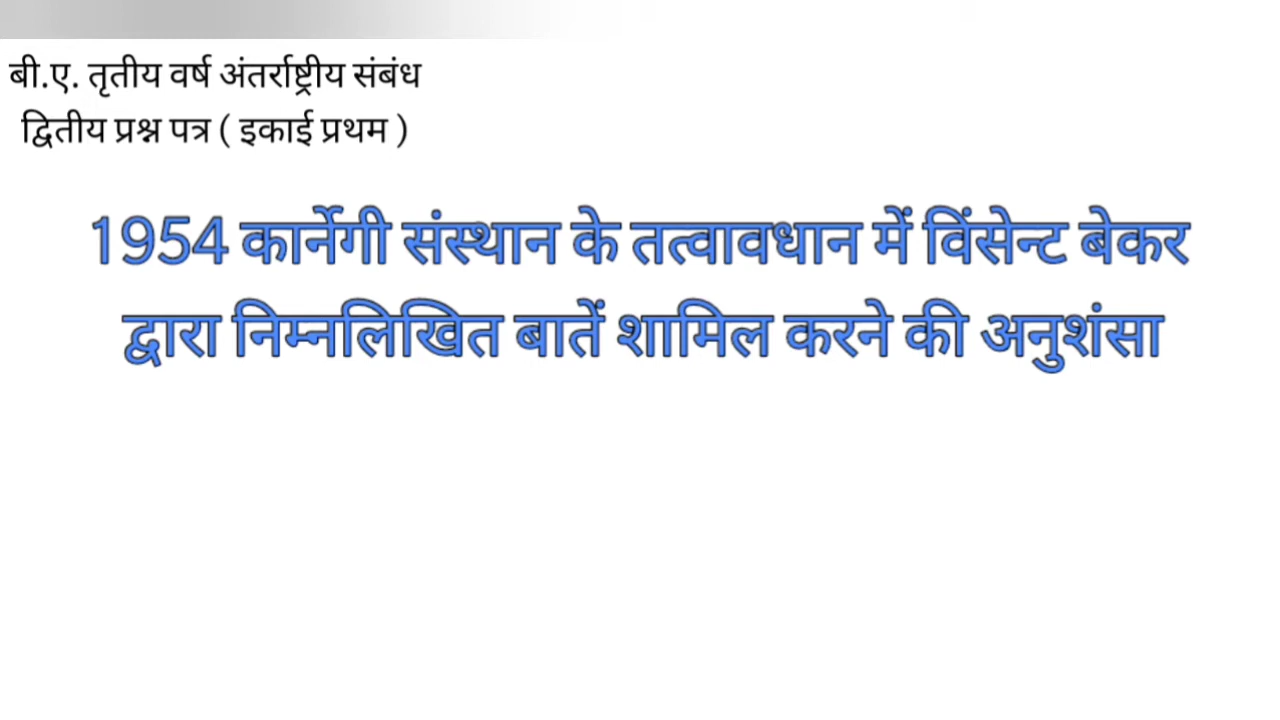 बी.ए. तृतीय वर्ष अंतर्राष्ट्रीय संबंध
द्वितीय प्रश्न पत्र ( इकाई प्रथम )
1954 कार्नेगी संस्थान के तत्वावधान में विंसेन्ट बेकर
द्वारा निम्नलिखित बातें शामिल करने की अनुशंसा